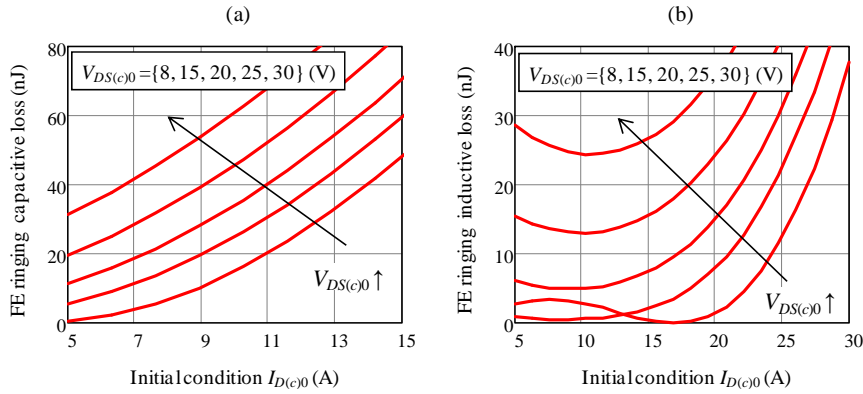 (a)
FE ringing capacitive loss (nJ)
80
60
40
20
0
V_DS(c)0 ={8, 15, 20, 25, 30} (V)
V_DS(c)0 ↑
5 7 9 11 13 15
Initial condition I_D(c)0 (A)
(b)
FE ringing inductive loss (nJ)
40
30
20
10
0
V_DS(c)0 ={8, 15, 20, 25, 30} (V)
V_DS(c)0 ↑
5 10 15 20 25 30
Initial condition I_D(c)0 (A)